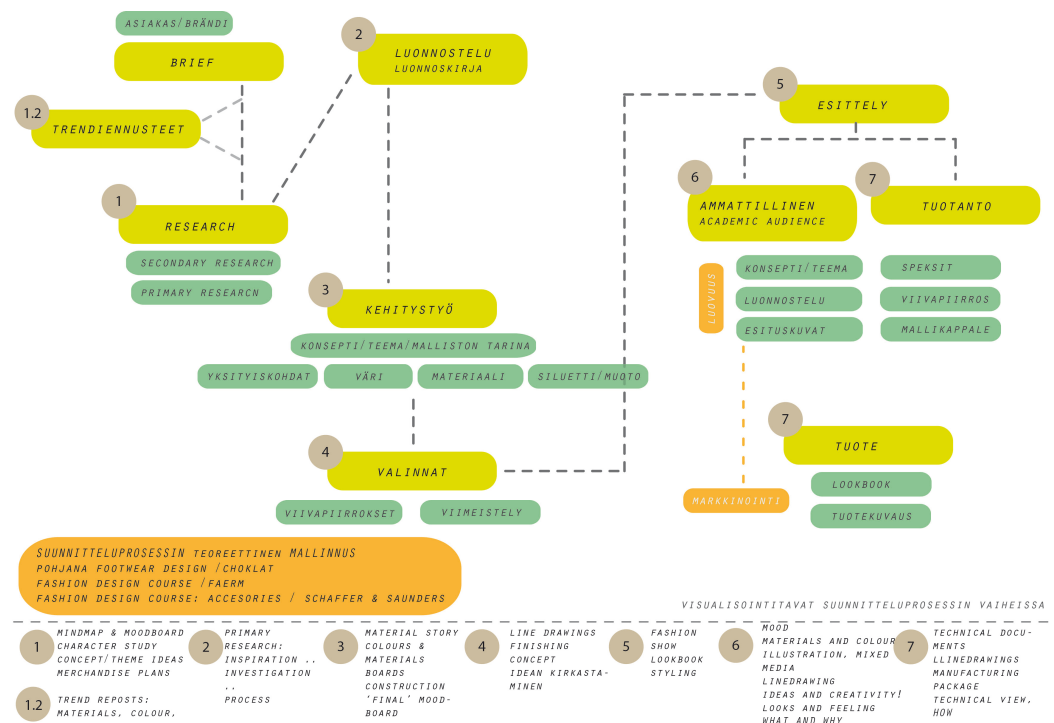 ASIAKAS/BRÄNDI
BRIEF
1.2
TRENDIENNUSTEET
1
RESEARCH
SECONDARY RESEARCH
PRIMARY RESEARCN
2
LUONNOSTELU
LUONNOSKIRJA
3
KEHITYSTYÖ
KONSEPTI/TEEMA/MALLISTON TARINA
YKSITYISKOHDAT
VÄRI
MATERIAALI
SILUETTI/MUOTO
4
VALINNAT
VIIVAPIIRROKSET
VIIMEISTELY
5
ESITTELY
6
AMMATTILLINEN
ACADEMIC AUDIENCE
7
TUOTANTO
LUOVUUS
KONSEPTI/TEEMA
LUONNOSTELU
ESITUSKUVAT
SPEKSIT
VIIVAPIIRROS
MALLIKAPPALE
7
TUOTE
LOOKBOOK
TUOTEKUVAUS
MARKKINOINTI
SUUNNITTELUPROSESSIN TEOREETTINEN MALLINNUS
POHJANA FOOTWEAR DESIGN /CHOKLAT
FASHION DESIGN COURSE /FAERM
FASHION DESIGN COURSE: ACCESORIES / SCHAFFER & SAUNDERS
VISUALISOINTITAVAT SUUNNITTELUPROSESSIN VAIHEISSA
1
MINDMAP & MOODBOARD
CHARACTER STUDY
CONCEPT/THEME IDEAS
MERCHANDISE PLANS
1.2
TREND REPOSTS:
MATERIALS, COLOUR,
2
PRIMARY
RESEARCH:
INSPIRATION ..
INVESTIGATION
..
PROCESS
3
MATERIAL STORY
COLOURS &
MATERIALS
BOARDS
CONSTRUCTION
'FINAL' MOOD-
BOARD
4
LINE DRAWINGS
FINISHING
CONCEPT
IDEAN KIRKASTA-
MINEN
5
FASHION
SHOW
LOOKBOOK
STYLING
6
MOOD
MATERIALS AND COLOUR
ILLUSTRATION, MIXED
MEDIA
LINEDRAWING
IDEAS AND CREATIVITY!
LOOKS AND FEELING
WHAT AND WHY
7
TECHNICAL DOCU-
MENTS
LLINEDRAWINGS
MANUFACTURING
PACKAGE
TECHNICAL VIEW,
HOW